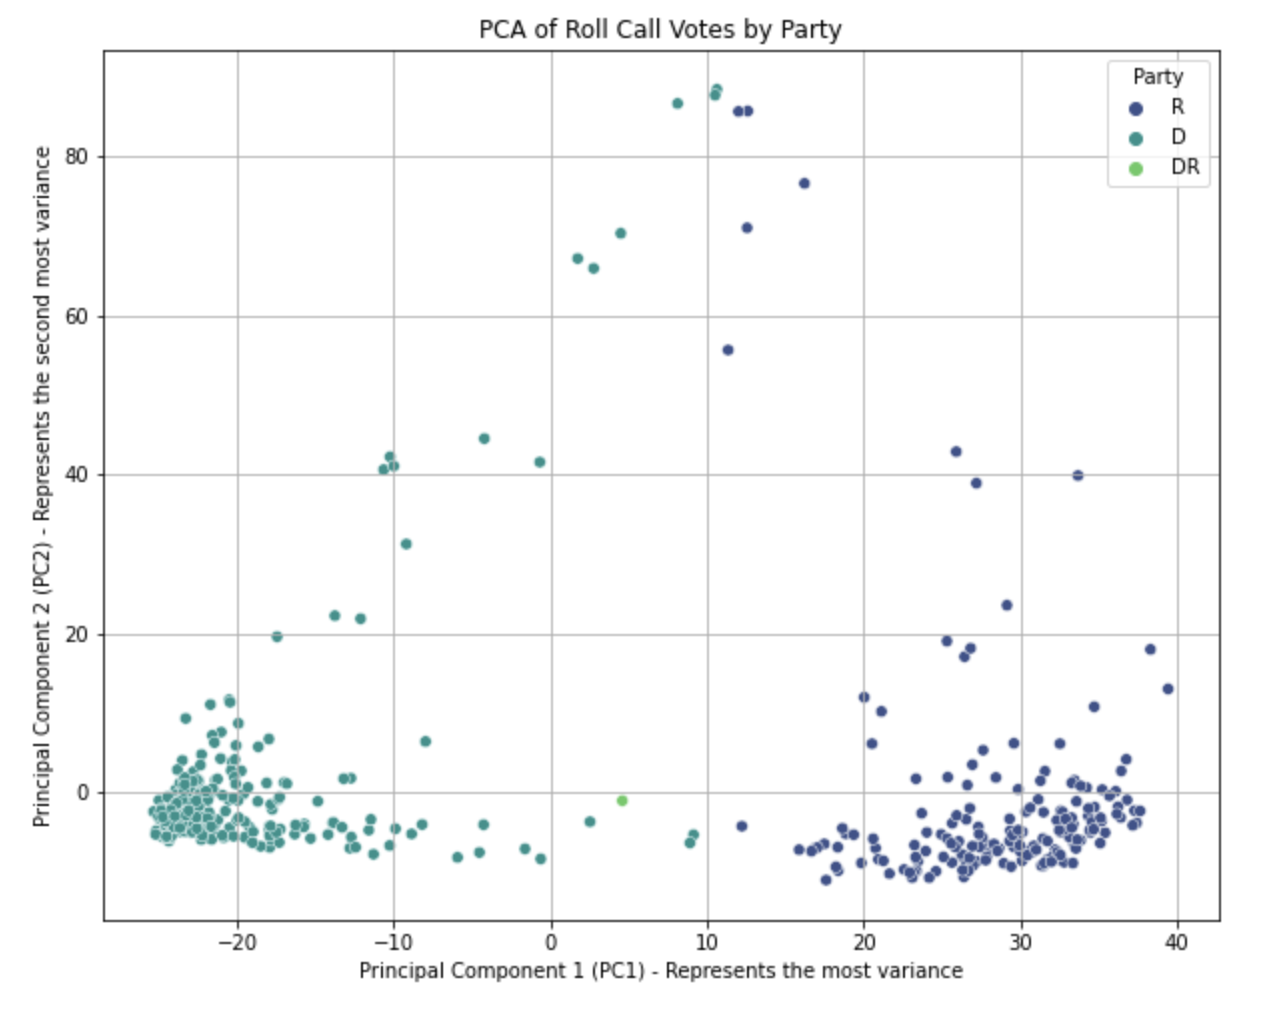 PCA of Roll Call Votes by Party
Party
R
D
DR
Principal Component 2 (PC2) - Represents the second most variance
80
60
40
20
0
−20
−10
0
10
20
30
40
Principal Component 1 (PC1) - Represents the most variance